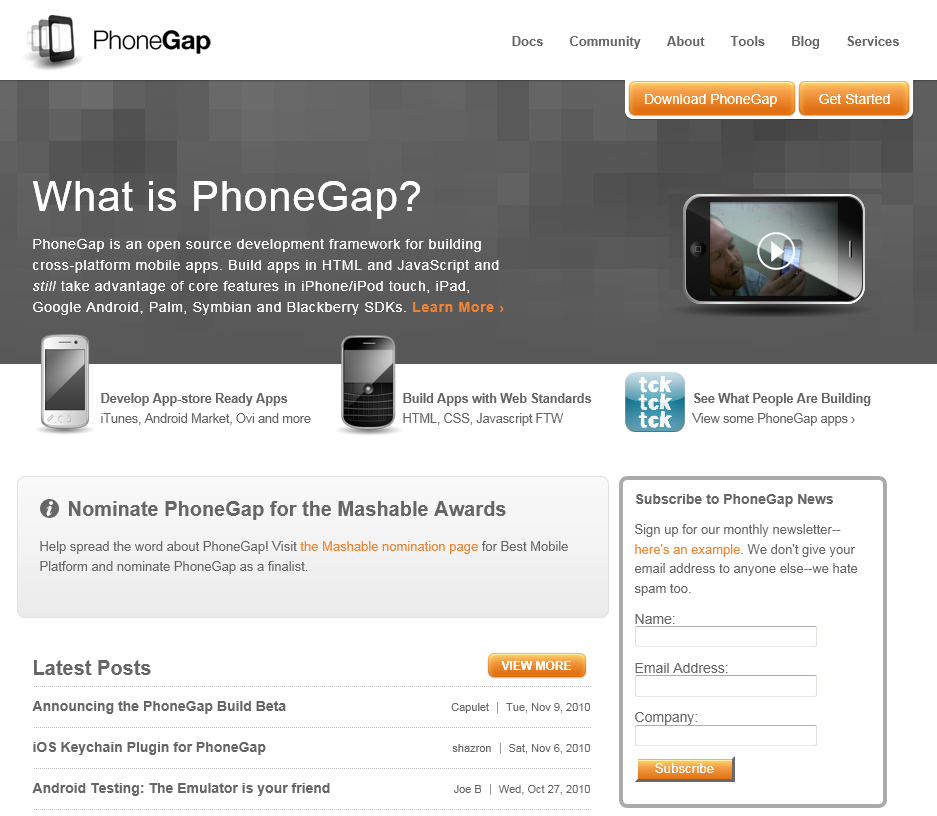 PhoneGap
Docs
Community
About
Tools
Blog
Services
Download PhoneGap
Get Started
What is PhoneGap?
PhoneGap is an open source development framework for building
cross-platform mobile apps. Build apps in HTML and JavaScript and
still take advantage of core features in iPhone/iPod touch, iPad,
Google Android, Palm, Symbian and Blackberry SDKs. Learn More ›
Develop App-store Ready Apps
iTunes, Android Market, Ovi and more
Build Apps with Web Standards
HTML, CSS, Javascript FTW
tck
tck
tck
See What People Are Building
View some PhoneGap apps ›
Nominate PhoneGap for the Mashable Awards
Help spread the word about PhoneGap! Visit the Mashable nomination page for Best Mobile
Platform and nominate PhoneGap as a finalist.
Latest Posts
VIEW MORE
Announcing the PhoneGap Build Beta
Capulet | Tue, Nov 9, 2010
iOS Keychain Plugin for PhoneGap
shazron | Sat, Nov 6, 2010
Android Testing: The Emulator is your friend
Joe B | Wed, Oct 27, 2010
Subscribe to PhoneGap News
Sign up for our monthly newsletter--
here's an example. We don't give your
email address to anyone else--we hate
spam too.
Name:
Email Address:
Company:
Subscribe